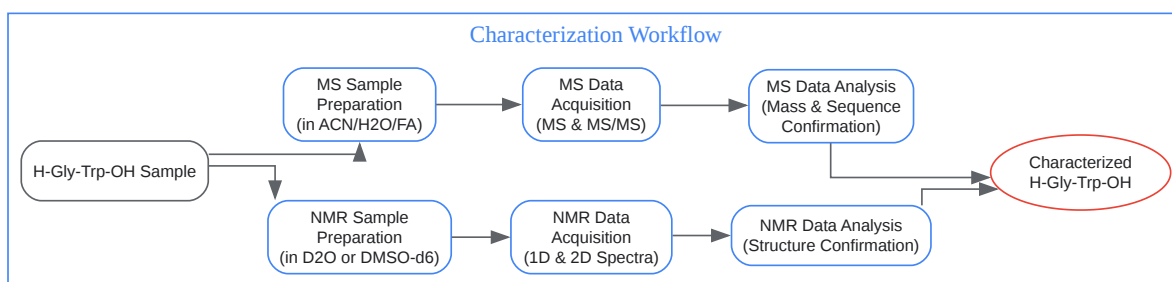 Characterization Workflow
MS Sample
Preparation
(in ACN/H2O/FA)
MS Data
Acquisition
(MS & MS/MS)
MS Data Analysis
(Mass & Sequence
Confirmation)
H-Gly-Trp-OH Sample
Characterized
H-Gly-Trp-OH
NMR Sample
Preparation
(in D2O or DMSO-d6)
NMR Data
Acquisition
(1D & 2D Spectra)
NMR Data Analysis
(Structure Confirmation)